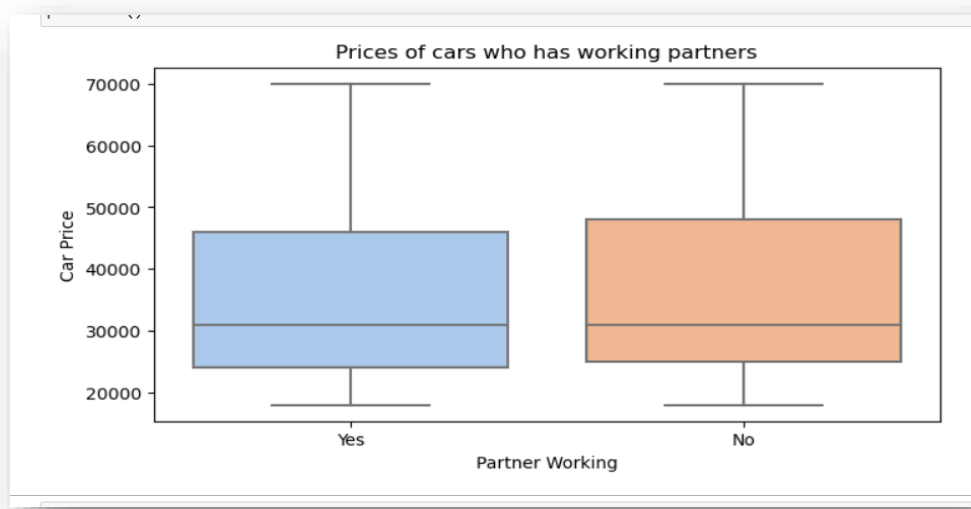 Prices of cars who has working partners
70000
60000
50000
40000
30000
20000
Car Price
Yes No
Partner Working